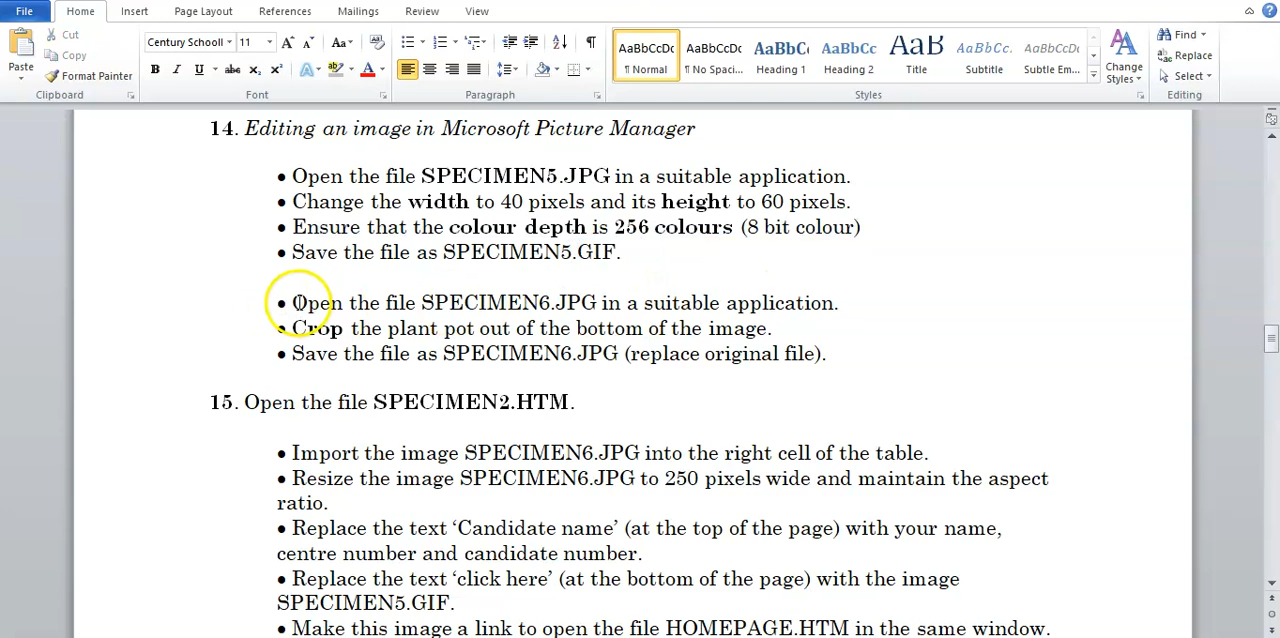 File Home Insert Page Layout References Mailings Review View
Paste Cut
Copy
Format Painter
Clipboard
Century Schoolb 11 A A Aa
B I U abc X₂ X² A ab A
Font
Paragraph
AaBbCcDc AaBbCcDc AaBbC AaBbCc AaB AaBbCc. AaBbCcDc
¶ Normal ¶ No Spaci... Heading 1 Heading 2 Title Subtitle Subtle Em...
Styles
Change Styles
Find
Replace
Select
Editing
14. Editing an image in Microsoft Picture Manager
• Open the file SPECIMEN5.JPG in a suitable application.
• Change the width to 40 pixels and its height to 60 pixels.
• Ensure that the colour depth is 256 colours (8 bit colour)
• Save the file as SPECIMEN5.GIF.
• Open the file SPECIMEN6.JPG in a suitable application.
• Crop the plant pot out of the bottom of the image.
• Save the file as SPECIMEN6.JPG (replace original file).
15. Open the file SPECIMEN2.HTM.
• Import the image SPECIMEN6.JPG into the right cell of the table.
• Resize the image SPECIMEN6.JPG to 250 pixels wide and maintain the aspect
ratio.
• Replace the text ‘Candidate name’ (at the top of the page) with your name,
centre number and candidate number.
• Replace the text ‘click here’ (at the bottom of the page) with the image
SPECIMEN5.GIF.
• Make this image a link to open the file HOMEPAGE.HTM in the same window.